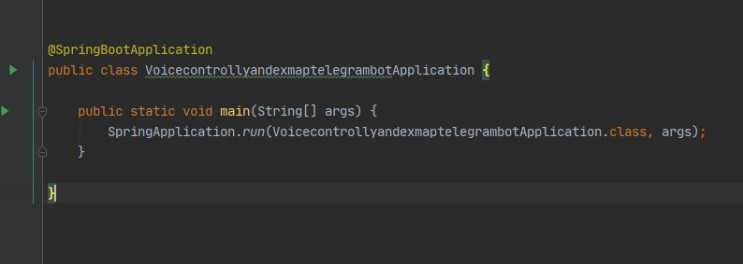 @SpringBootApplication
public class VoicecontrollyandexmaptelegrambotApplication {
public static void main(String[] args) {
SpringApplication.run(VoicecontrollyandexmaptelegrambotApplication.class, args);
}
}